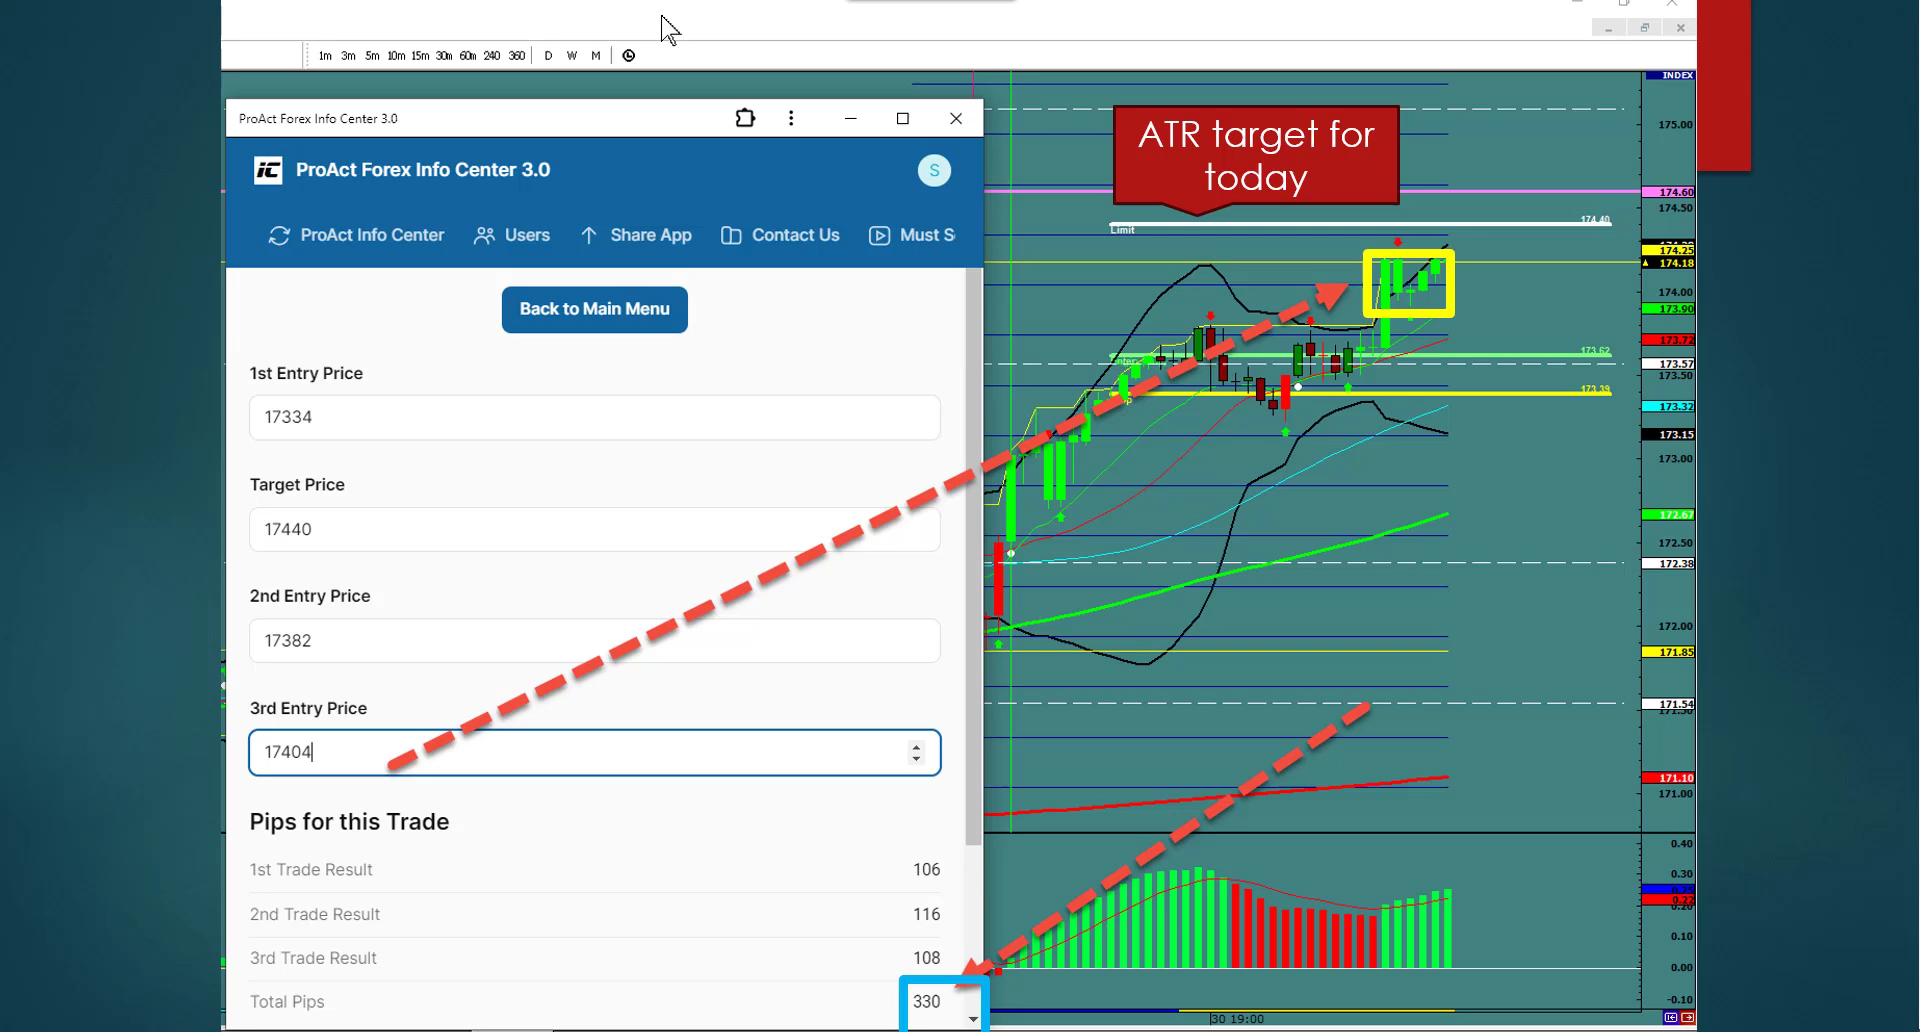 1m 3m 5m 10m 15m 30m 60m 240 360 D W M
ProAct Forex Info Center 3.0
iC ProAct Forex Info Center 3.0 S
ProAct Info Center Users Share App Contact Us Must S
Back to Main Menu
1st Entry Price
17334
Target Price
17440
2nd Entry Price
17382
3rd Entry Price
17404
Pips for this Trade
1st Trade Result 106
2nd Trade Result 116
3rd Trade Result 108
Total Pips 330
ATR target for
today
174.40
Limit
173.62
173.39
INDEX
175.00
174.60
174.50
174.25
174.18
174.00
173.90
173.72
173.57
173.50
173.32
173.15
173.00
172.67
172.50
172.38
172.00
171.85
171.54
171.10
171.00
0.40
0.30
0.25
0.22
0.20
0.10
0.00
-0.10
30 19:00